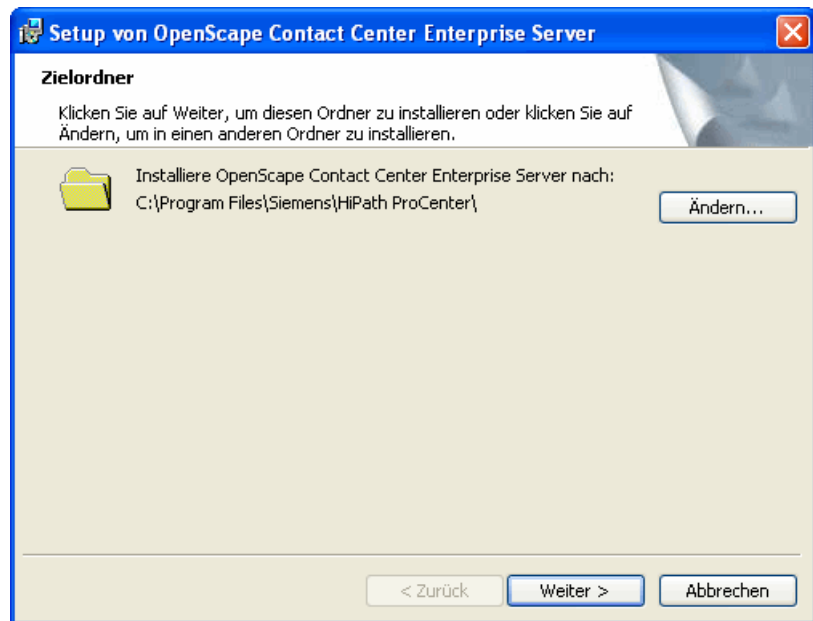 Setup von OpenScape Contact Center Enterprise Server
Zielordner
Klicken Sie auf Weiter, um diesen Ordner zu installieren oder klicken Sie auf
Ändern, um in einen anderen Ordner zu installieren.
Installiere OpenScape Contact Center Enterprise Server nach:
C:\Program Files\Siemens\HiPath ProCenter\
Ändern...
< Zurück
Weiter >
Abbrechen